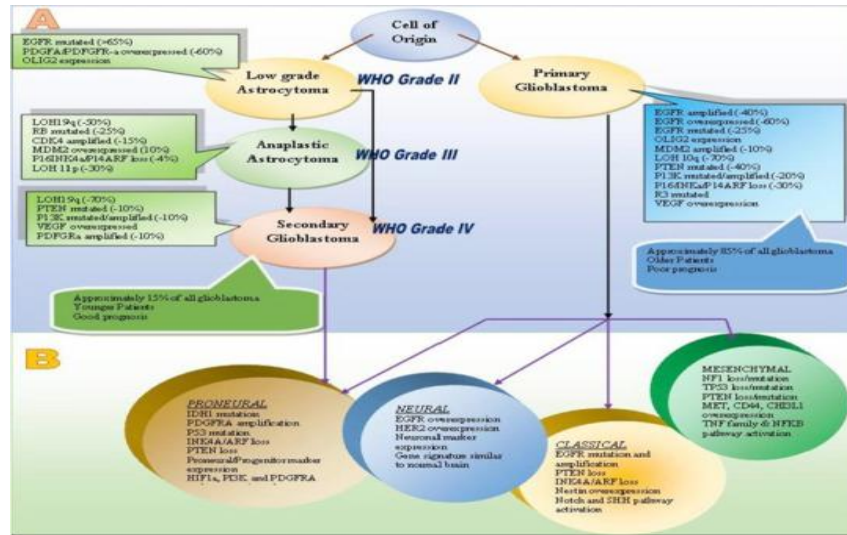 A
Cell of
Origin
EGFR mutated (>65%)
PDGFA/PDFGFR-a overexpressed (-60%)
OLIG2 expression
Low grade
Astrocytoma
WHO Grade II
Primary
Glioblastoma
LOH19q (-50%)
RB mutated (-25%)
CDK4 amplified (-15%)
MDM2 overexpressed (10%)
P16INK4a/P14ARF loss (-4%)
LOH 11p (-30%)
Anaplastic
Astrocytoma
WHO Grade III
EGFR amplified (-40%)
EGFR overexpressed (-60%)
EGFR mutated (-25%)
OLIG2 expression
MDM2 amplified (-10%)
LOH 10q (-70%)
PTEN mutated (-40%)
P13K mutated/amplified (-20%)
P16/INKa/P14ARF loss (-30%)
R3 mutated
VEGF overexpression
LOH19q (-70%)
PTEN mutated (-10%)
P13K mutated/amplified (-10%)
VEGF overexpressed
PDFGRa amplified (-10%)
Secondary
Glioblastoma
WHO Grade IV
Approximately 85% of all glioblastoma
Older Patients
Poor prognosis
Approximately 15% of all glioblastoma
Younger Patients
Good prognosis
B
PRONEURAL
IDH1 mutation
PDGFRA amplification
P53 mutation
INK4A/ARF loss
PTEN loss
Proneural/Progenitor marker
expression
HIF1a, PI3K and PDGFRA
NEURAL
EGFR overexpression
HER2 overexpression
Neuronal marker
expression
Gene signature similar
to normal brain
CLASSICAL
EGFR mutation and
amplification
PTEN loss
INK4A/ARF loss
Nestin overexpression
Notch and SHH pathway
activation
MESENCHYMAL
NF1 loss/mutation
TP53 loss/mutation
PTEN loss/mutation
MET, CD44, CHI3L1
overexpression
TNF family & NFKB
pathway activation